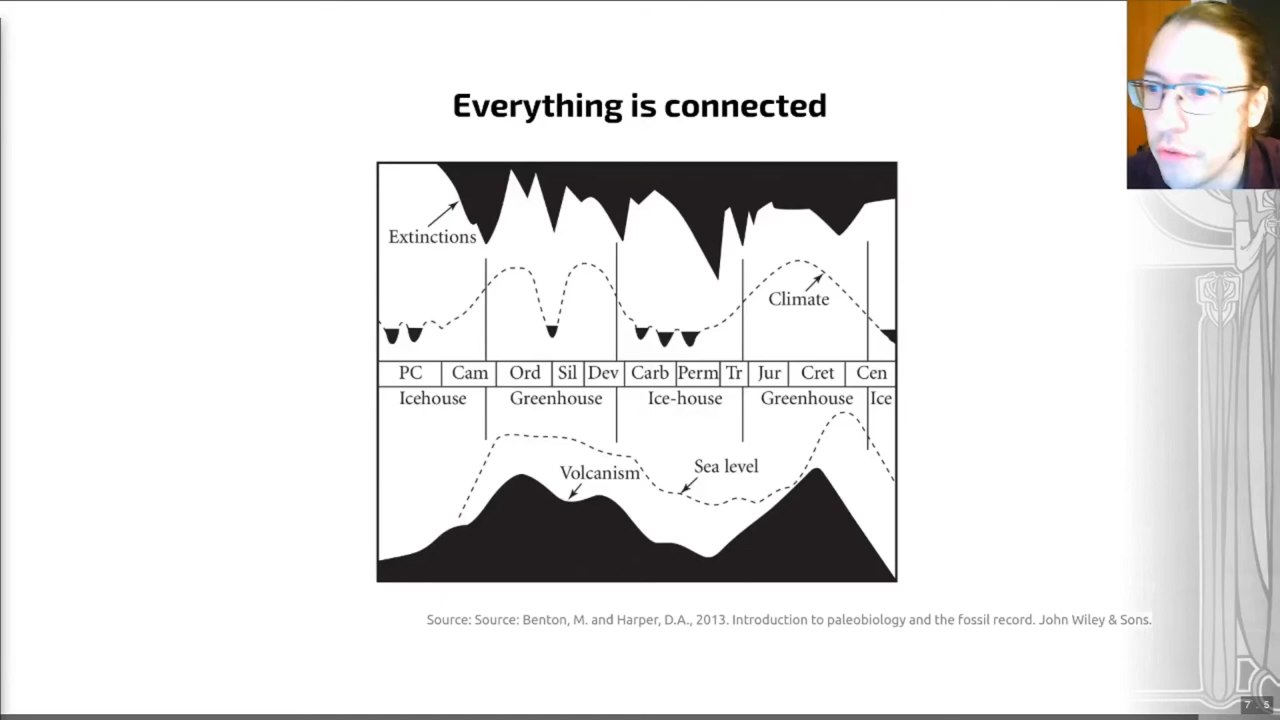 Everything is connected
Extinctions
Climate
PC Cam Ord Sil Dev Carb Perm Tr Jur Cret Cen
Icehouse Greenhouse Ice-house Greenhouse Ice
Volcanism
Sea level
Source: Source: Benton, M. and Harper, D.A., 2013. Introduction to paleobiology and the fossil record. John Wiley & Sons.
7 . 5